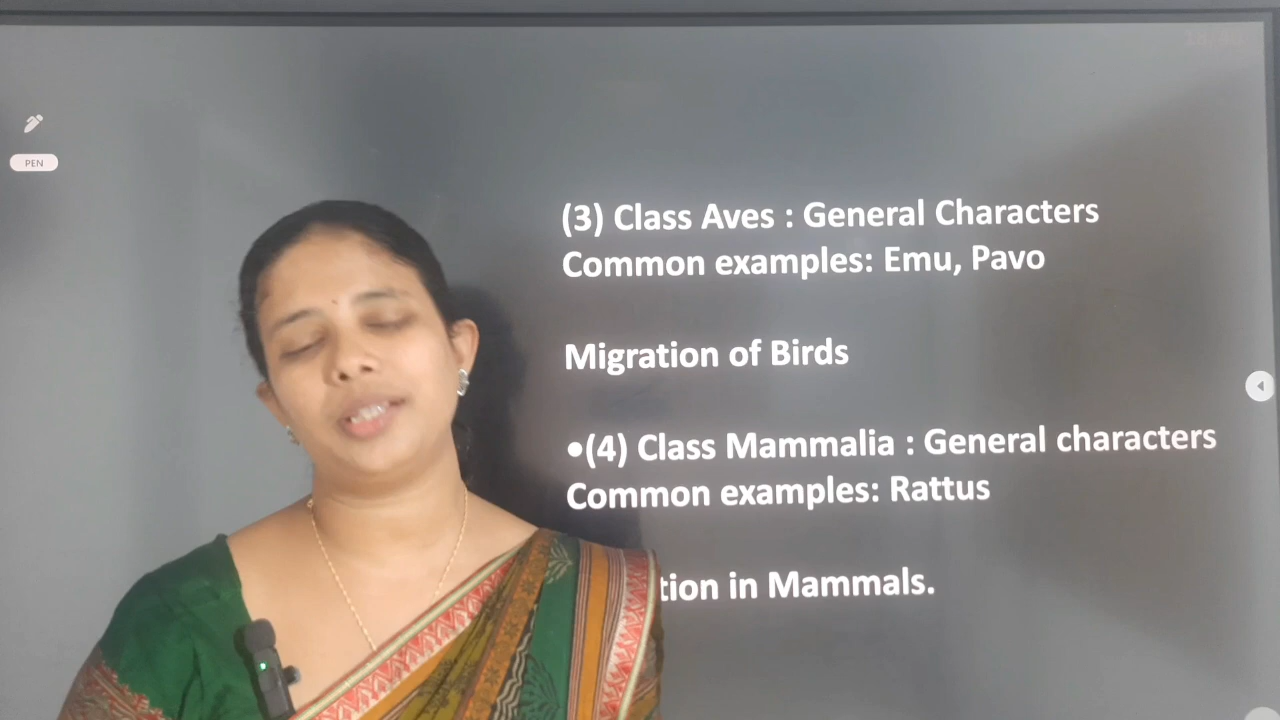 PEN
(3) Class Aves : General Characters
Common examples: Emu, Pavo
Migration of Birds
•(4) Class Mammalia : General characters
Common examples: Rattus
tion in Mammals.